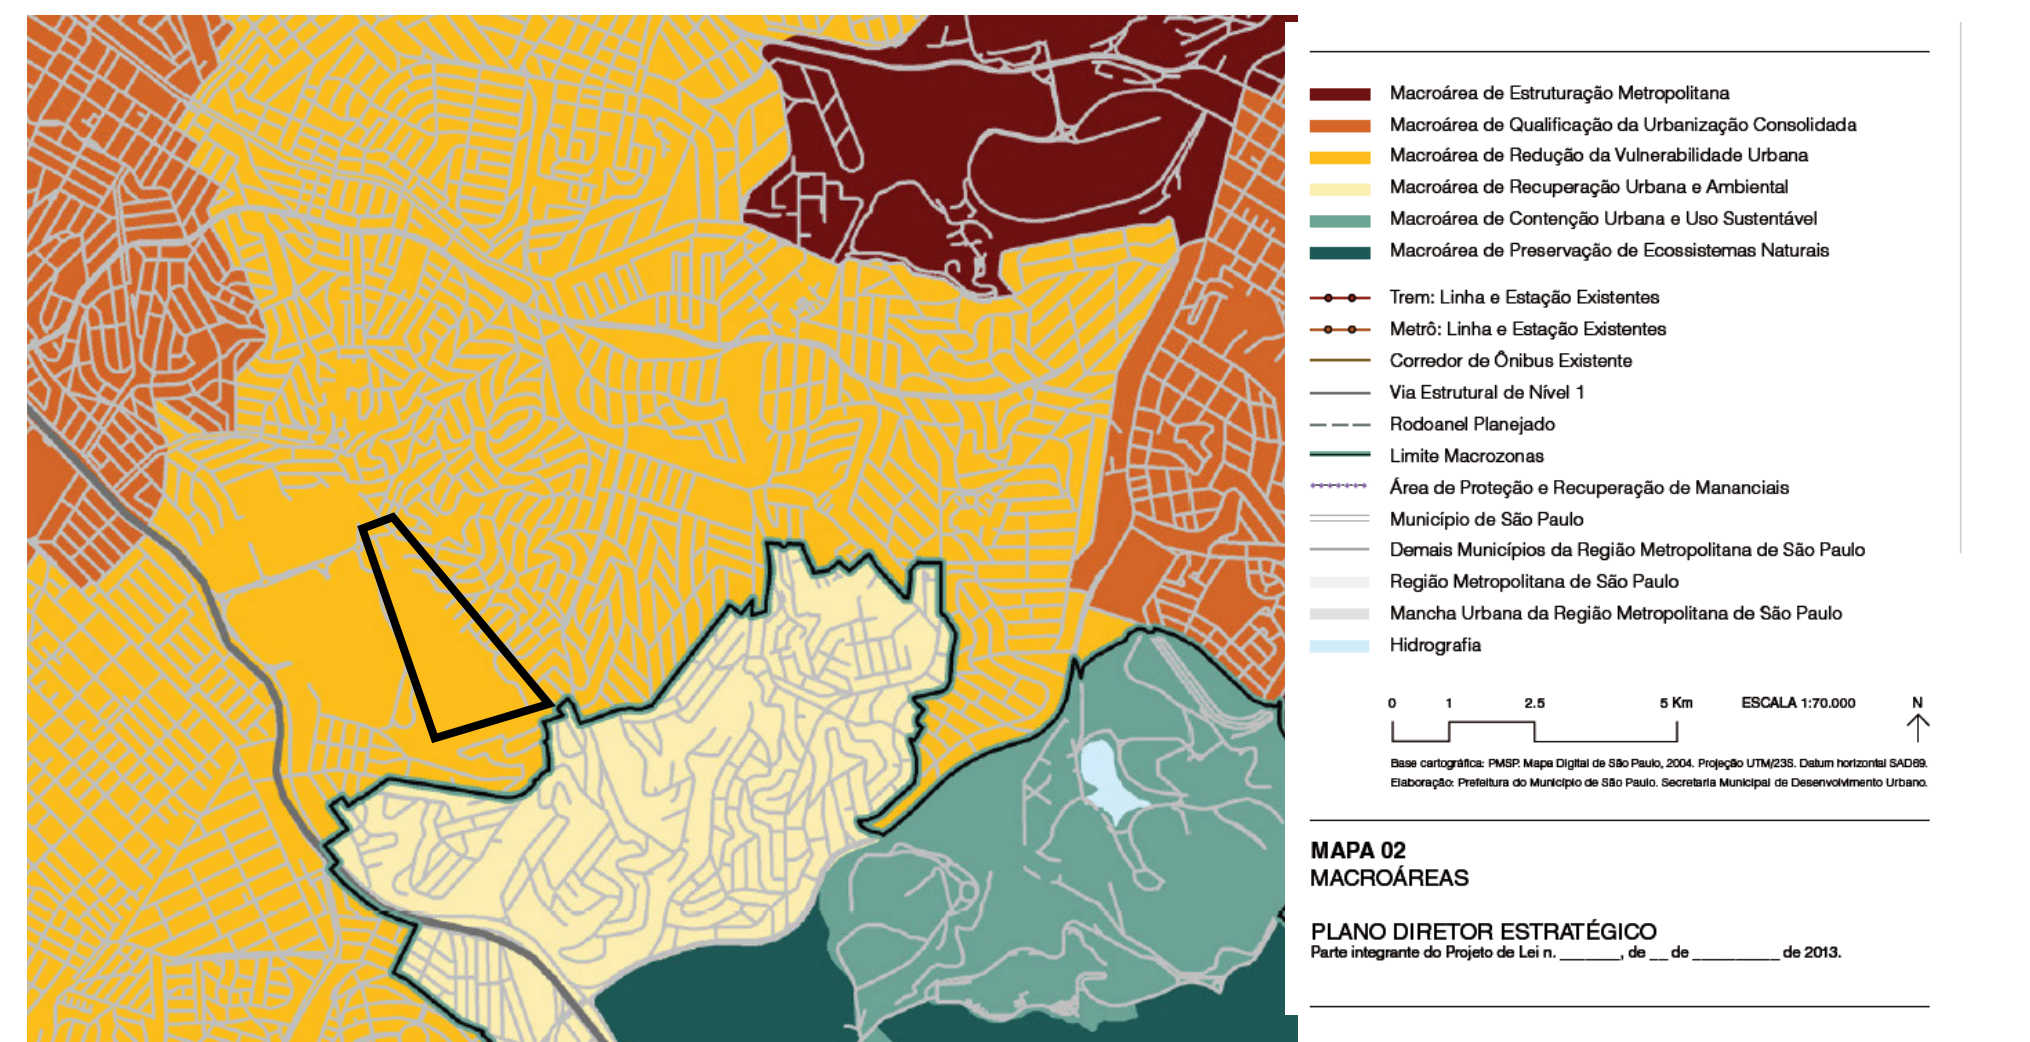 Macroárea de Estruturação Metropolitana
Macroárea de Qualificação da Urbanização Consolidada
Macroárea de Redução da Vulnerabilidade Urbana
Macroárea de Recuperação Urbana e Ambiental
Macroárea de Contenção Urbana e Uso Sustentável
Macroárea de Preservação de Ecossistemas Naturais
Trem: Linha e Estação Existentes
Metrô: Linha e Estação Existentes
Corredor de Ônibus Existente
Via Estrutural de Nível 1
Rodoanel Planejado
Limite Macrozonas
Área de Proteção e Recuperação de Mananciais
Município de São Paulo
Demais Municípios da Região Metropolitana de São Paulo
Região Metropolitana de São Paulo
Mancha Urbana da Região Metropolitana de São Paulo
Hidrografia
0 1 2.5 5 Km ESCALA 1:70.000 N
Base cartográfica: PMSP. Mapa Digital de São Paulo, 2004. Projeção UTM/23S. Datum horizontal SAD69.
Elaboração: Prefeitura do Município de São Paulo. Secretaria Municipal de Desenvolvimento Urbano.
MAPA 02
MACROÁREAS
PLANO DIRETOR ESTRATÉGICO
Parte integrante do Projeto de Lei n. ______, de __ de _________ de 2013.